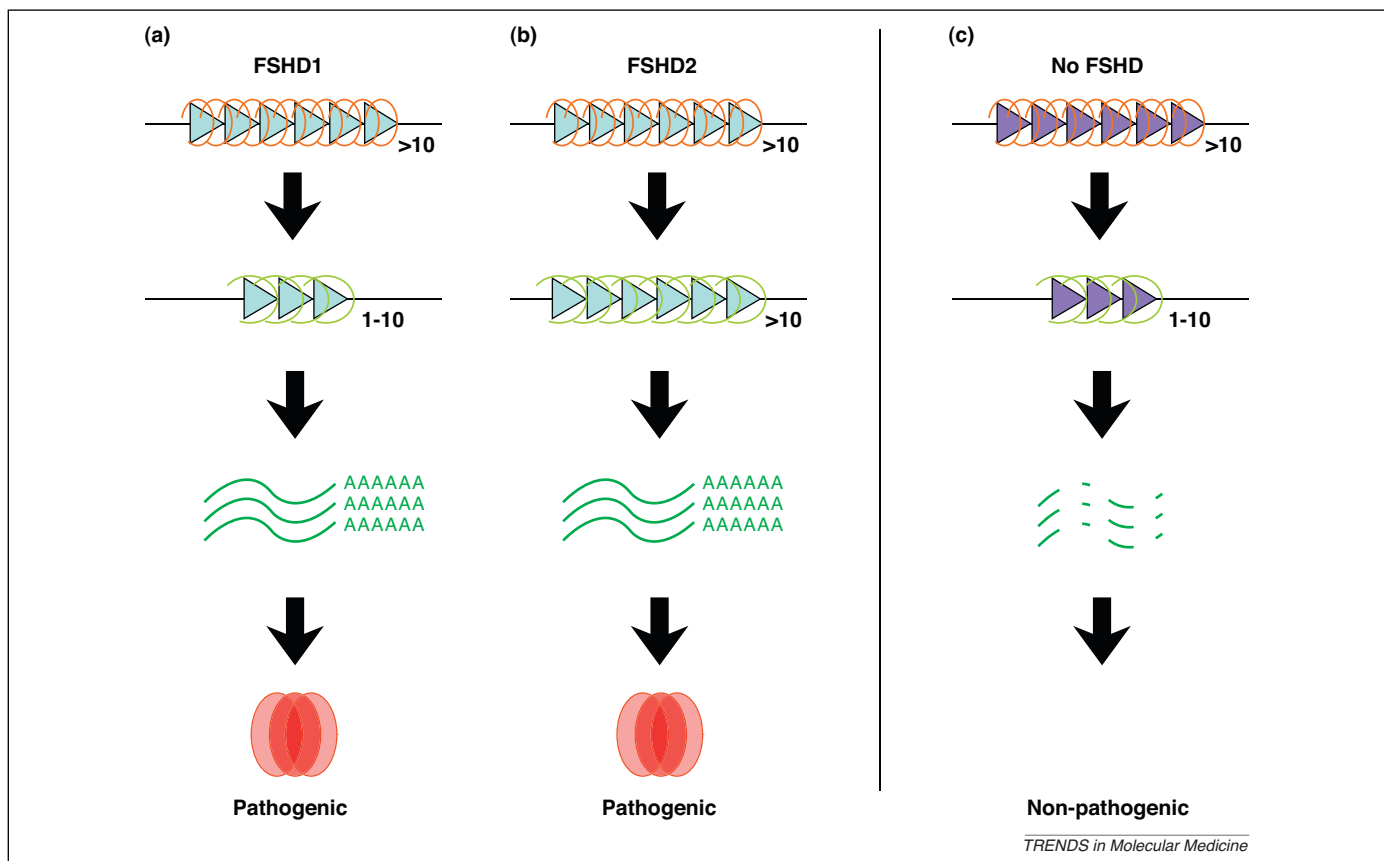 (a)
FSHD1
>10
1-10
AAAAAA
AAAAAA
AAAAAA
Pathogenic
(b)
FSHD2
>10
>10
AAAAAA
AAAAAA
AAAAAA
Pathogenic
(c)
No FSHD
>10
1-10
Non-pathogenic
TRENDS in Molecular Medicine